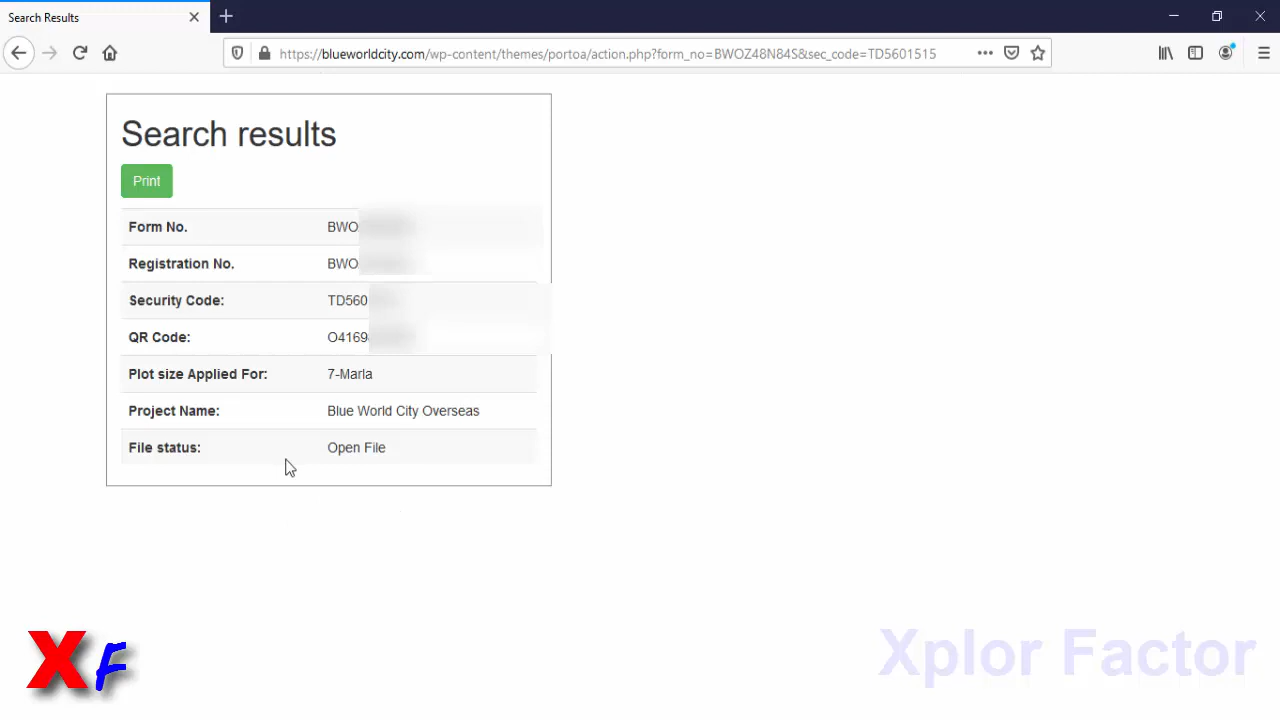 Search Results
https://blueworldcity.com/wp-content/themes/portoa/action.php?form_no=BWOZ48N84S&sec_code=TD5601515
Search results
Print
Form No. BWO
Registration No. BWO
Security Code: TD560
QR Code: O4169
Plot size Applied For: 7-Marla
Project Name: Blue World City Overseas
File status: Open File
XF
Xplor Factor